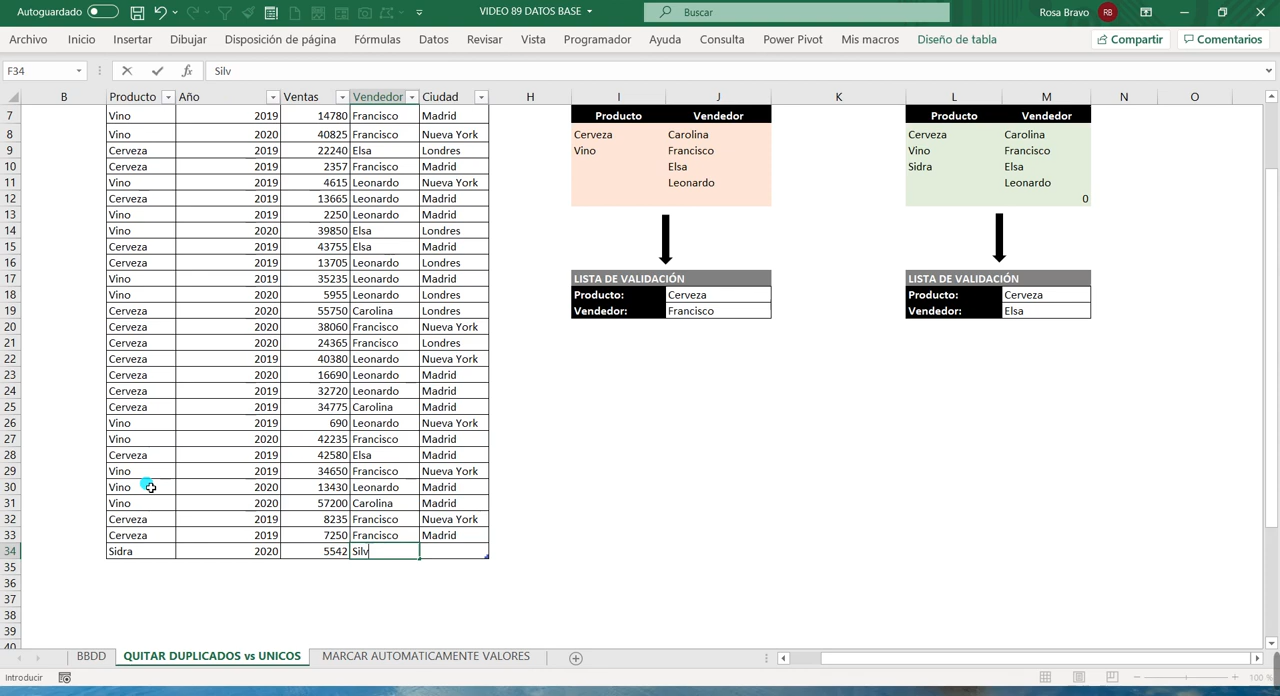 Autoguardado VIDEO 89 DATOS BASE Buscar Rosa Bravo RB
Archivo Inicio Insertar Dibujar Disposición de página Fórmulas Datos Revisar Vista Programador Ayuda Consulta Power Pivot Mis macros Diseño de tabla Compartir Comentarios
F34 fx Silv
B Producto Año Ventas Vendedor Ciudad H I J K L M N O
7 Vino 2019 14780 Francisco Madrid Producto Vendedor Producto Vendedor
8 Vino 2020 40825 Francisco Nueva York Cerveza Carolina Cerveza Carolina
9 Cerveza 2019 22240 Elsa Londres Vino Francisco Vino Francisco
10 Cerveza 2019 2357 Francisco Madrid Elsa Sidra Elsa
11 Vino 2019 4615 Leonardo Nueva York Leonardo Leonardo
12 Cerveza 2019 13665 Leonardo Madrid 0
13 Vino 2019 2250 Leonardo Madrid
14 Vino 2020 39850 Elsa Londres
15 Cerveza 2019 43755 Elsa Madrid
16 Cerveza 2020 13705 Leonardo Londres
17 Vino 2019 35235 Leonardo Madrid LISTA DE VALIDACIÓN LISTA DE VALIDACIÓN
18 Vino 2020 5955 Leonardo Londres Producto: Cerveza Producto: Cerveza
19 Cerveza 2020 55750 Carolina Londres Vendedor: Francisco Vendedor: Elsa
20 Cerveza 2020 38060 Francisco Nueva York
21 Cerveza 2020 24365 Francisco Londres
22 Cerveza 2019 40380 Leonardo Nueva York
23 Cerveza 2020 16690 Leonardo Madrid
24 Cerveza 2019 32720 Leonardo Madrid
25 Cerveza 2019 34775 Carolina Madrid
26 Vino 2019 690 Leonardo Nueva York
27 Vino 2020 42235 Francisco Madrid
28 Cerveza 2019 42580 Elsa Madrid
29 Vino 2019 34650 Francisco Nueva York
30 Vino 2020 13430 Leonardo Madrid
31 Vino 2020 57200 Carolina Madrid
32 Cerveza 2019 8235 Francisco Nueva York
33 Cerveza 2019 7250 Francisco Madrid
34 Sidra 2020 5542 Silv
35
36
37
38
39
40
BBDD QUITAR DUPLICADOS vs UNICOS MARCAR AUTOMATICAMENTE VALORES
Introducir 100 %